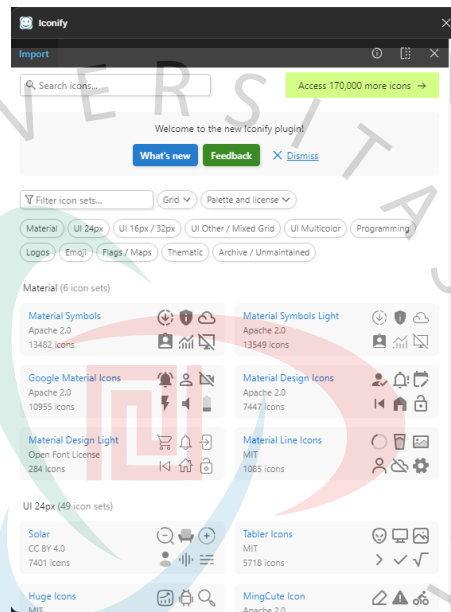 Iconify
Import
Search icons...
Access 170,000 more icons →
Welcome to the new Iconify plugin!
What's new Feedback Dismiss
Filter icon sets... Grid Palette and license
Material UI 24px UI 16px / 32px UI Other / Mixed Grid UI Multicolor Programming
Logos Emoji Flags / Maps Thematic Archive / Unmaintained
Material (6 icon sets)
Material Symbols Material Symbols Light
Apache 2.0 Apache 2.0
13482 icons 13549 icons
Google Material Icons Material Design Icons
Apache 2.0 Apache 2.0
10955 icons 7447 icons
Material Design Light Material Line Icons
Open Font License MIT
284 icons 1085 icons
UI 24px (49 icon sets)
Solar Tabler Icons
CC BY 4.0 MIT
7401 icons 5718 icons
Huge Icons MingCute Icon
MIT Apache 2.0
VERSITA